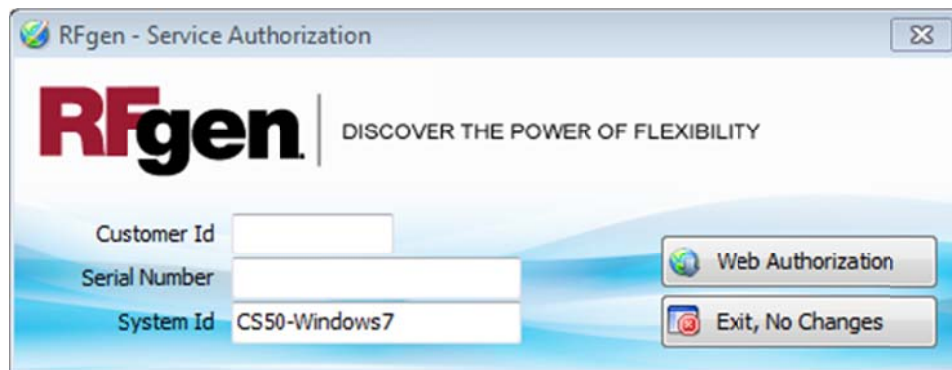 RFgen - Service Authorization
RFgen.
DISCOVER THE POWER OF FLEXIBILITY
Customer Id
Serial Number
System Id CS50-Windows7
Web Authorization
Exit, No Changes